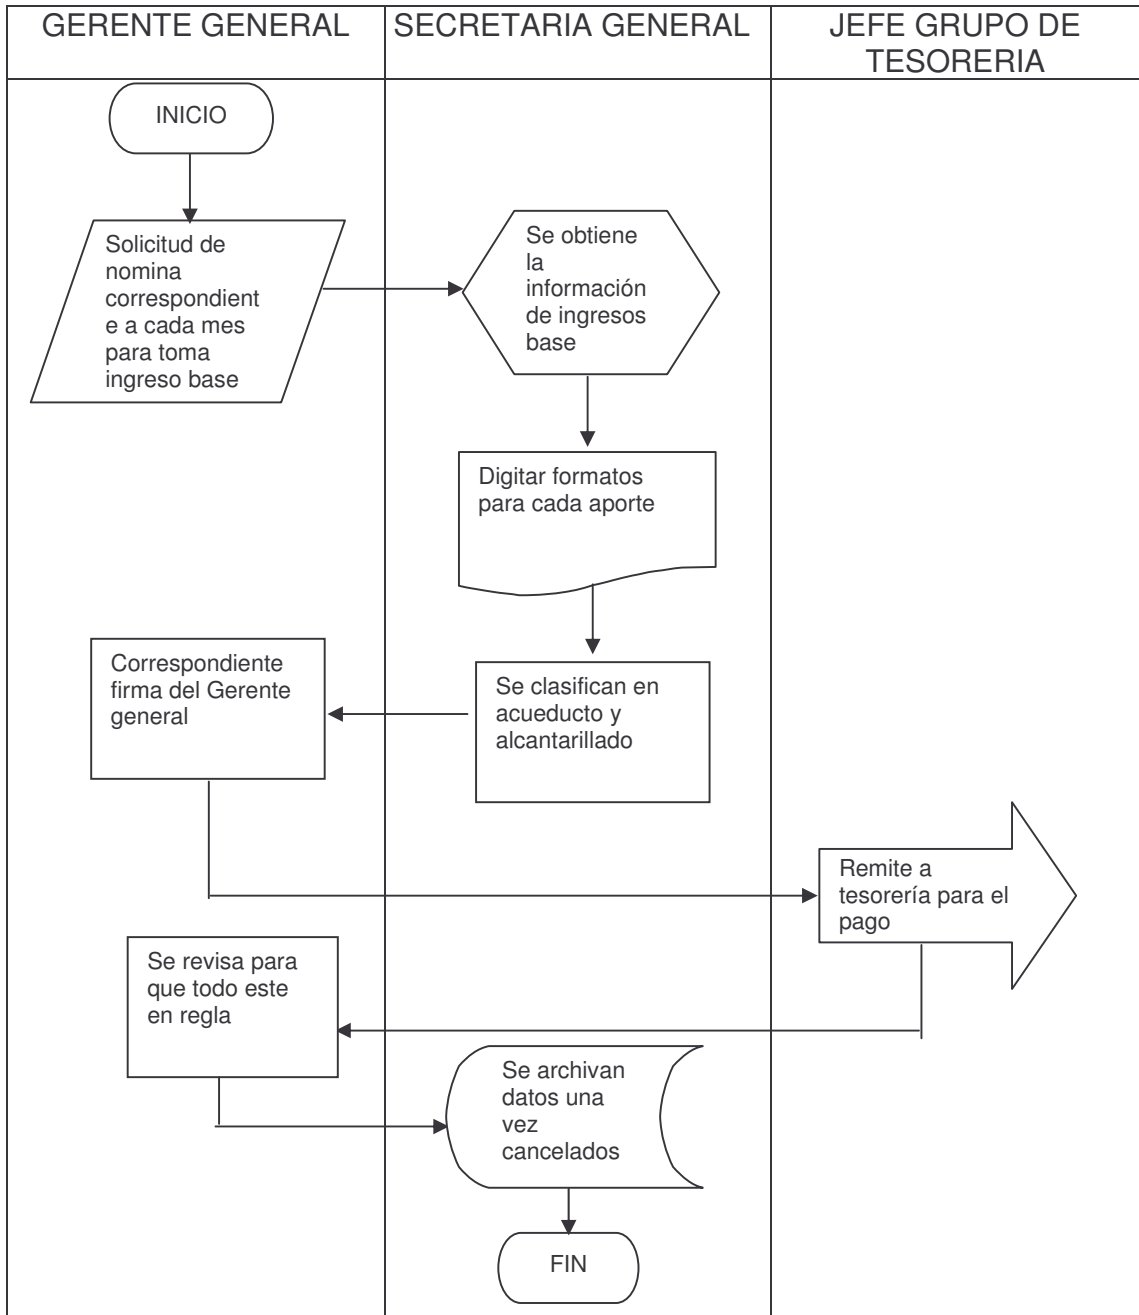 GERENTE GENERAL
SECRETARIA GENERAL
JEFE GRUPO DE
TESORERIA
INICIO
Solicitud de
nomina
correspondient
e a cada mes
para toma
ingreso base
Se obtiene
la
información
de ingresos
base
Digitar formatos
para cada aporte
Se clasifican en
acueducto y
alcantarillado
Correspondiente
firma del Gerente
general
Remite a
tesorería para el
pago
Se revisa para
que todo este
en regla
Se archivan
datos una
vez
cancelados
FIN